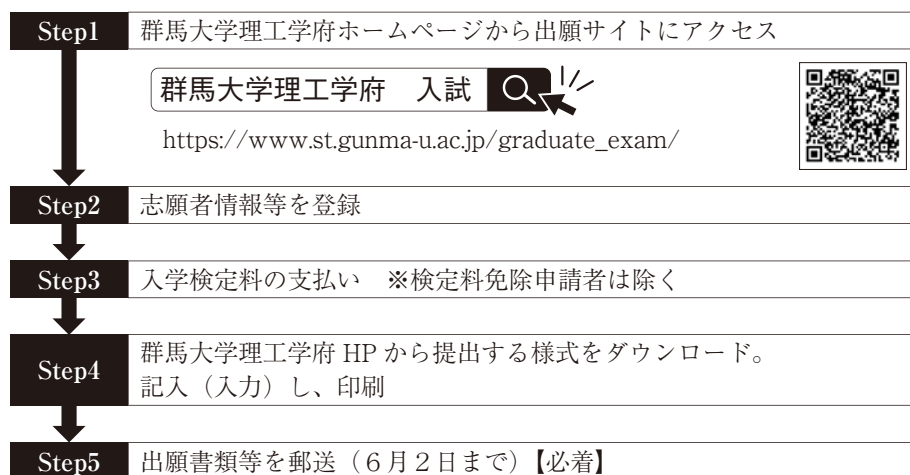 Step1 群馬大学理工学府ホームページから出願サイトにアクセス
群馬大学理工学府　入試
https://www.st.gunma-u.ac.jp/graduate_exam/
Step2 志願者情報等を登録
Step3 入学検定料の支払い　※検定料免除申請者は除く
Step4 群馬大学理工学府 HP から提出する様式をダウンロード。
記入（入力）し、印刷
Step5 出願書類等を郵送（６月２日まで）【必着】